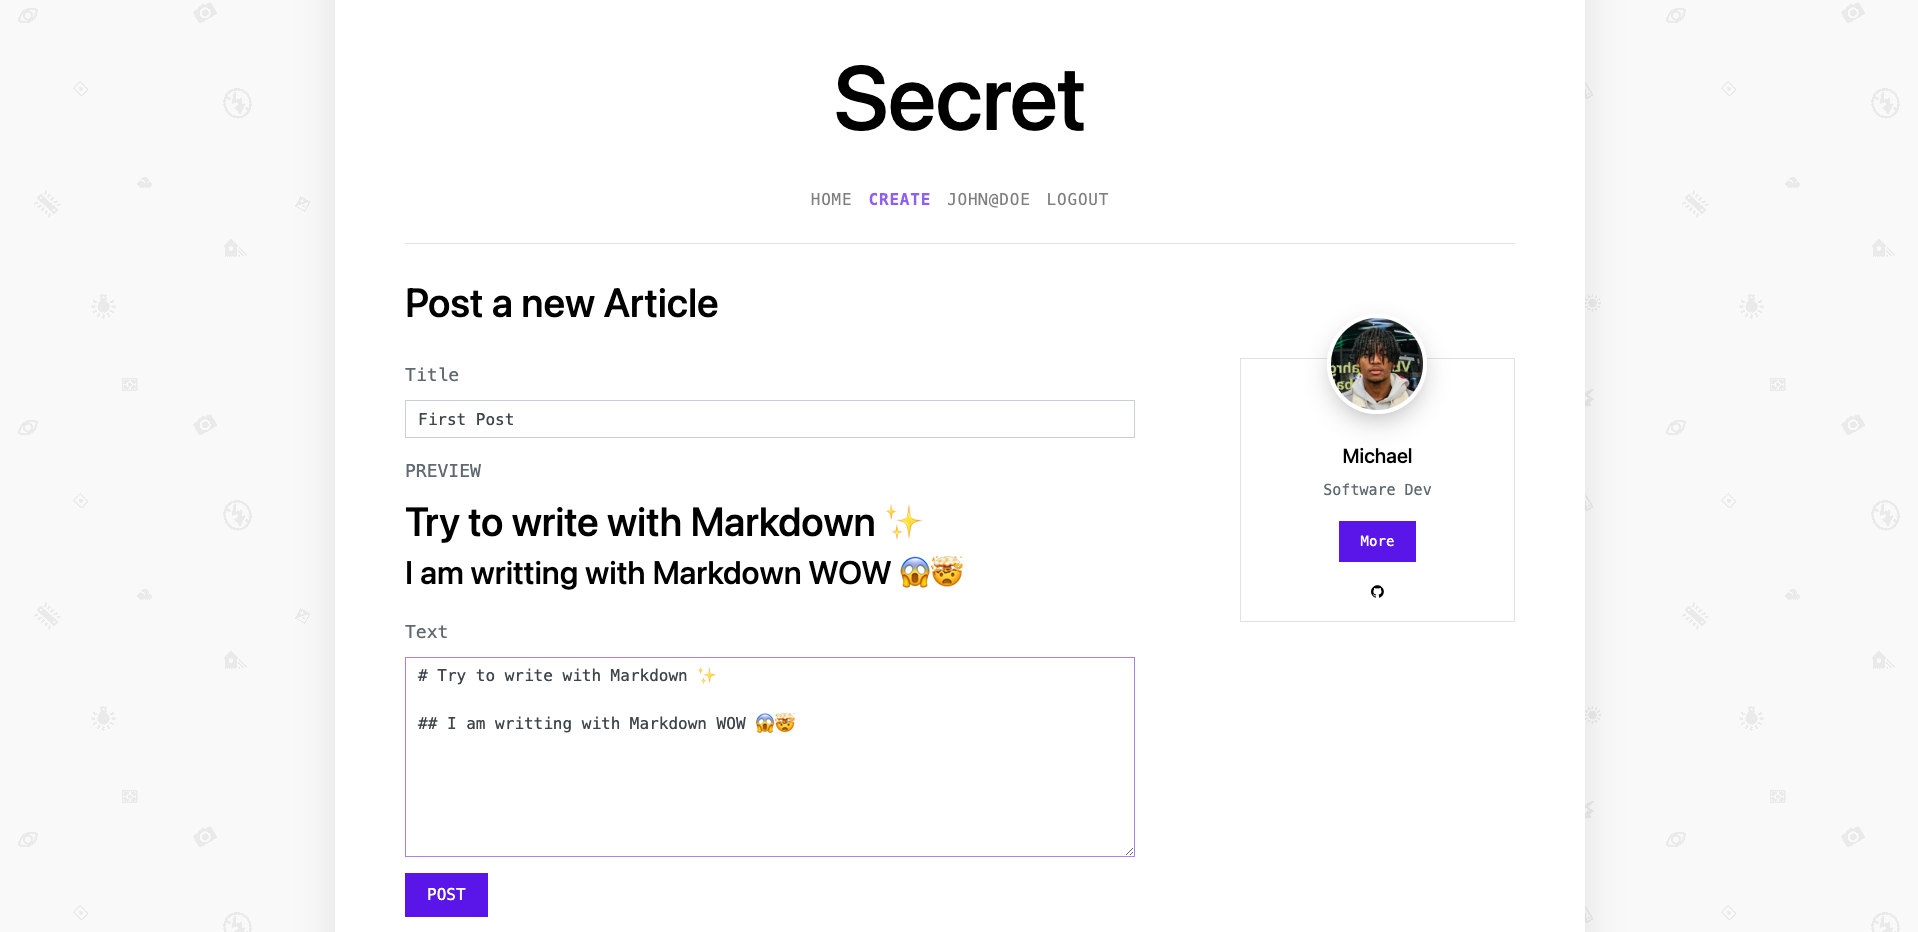 Secret
HOME CREATE JOHN@DOE LOGOUT
Post a new Article
Title
First Post
PREVIEW
Try to write with Markdown ✨
I am writting with Markdown WOW 😱🤯
Text
# Try to write with Markdown ✨
## I am writting with Markdown WOW 😱🤯
POST
Michael
Software Dev
More